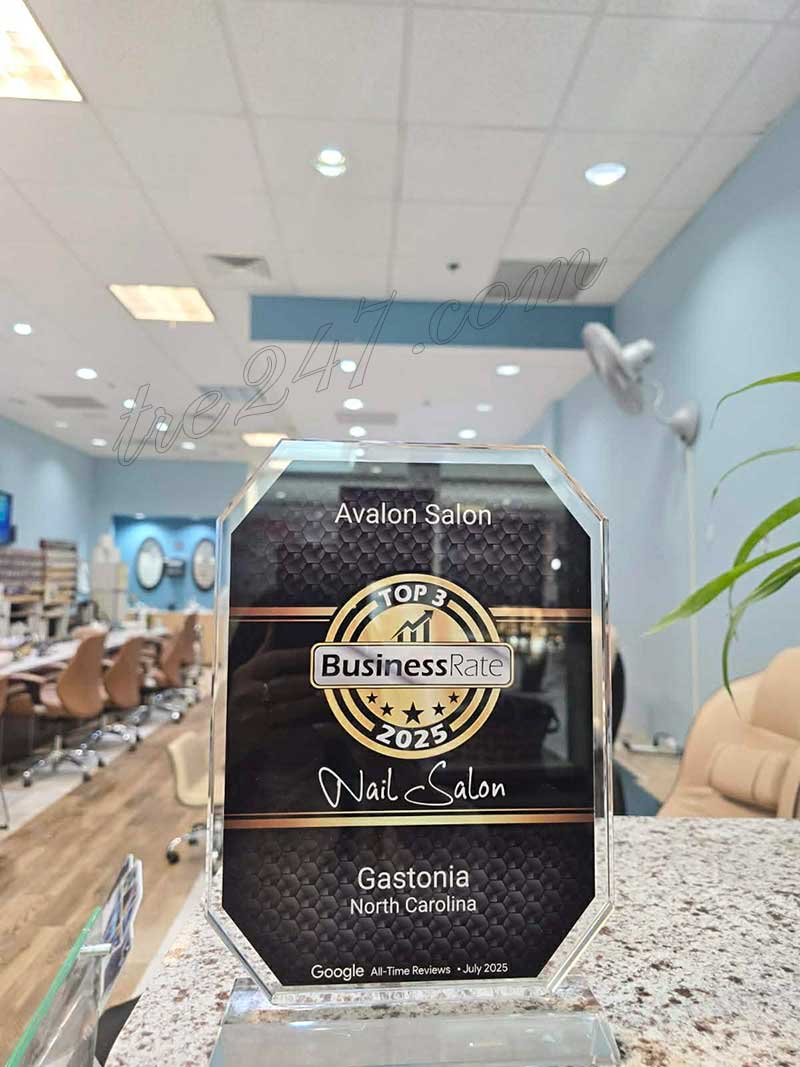 tre247.com
Avalon Salon
TOP 3
BusinessRate
2025
Nail Salon
Gastonia
North Carolina
Google All-Time Reviews • July 2025